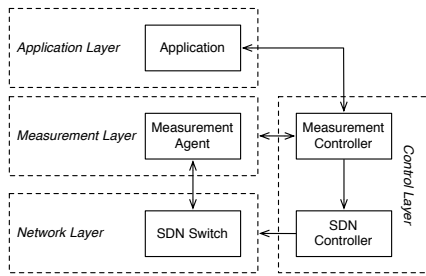 Application Layer
Application
Measurement Layer
Measurement
Agent
Measurement
Controller
Control Layer
Network Layer
SDN Switch
SDN
Controller